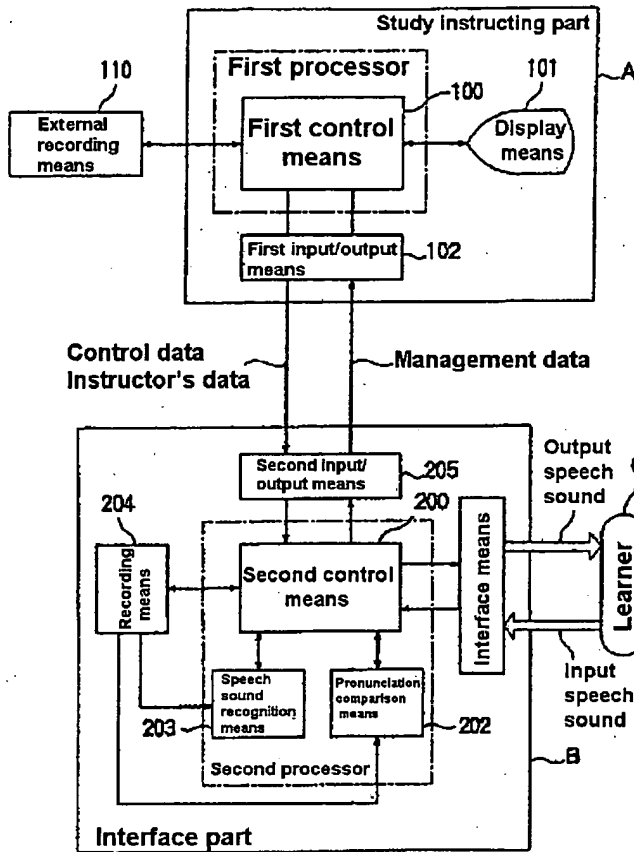 Study instructing part
110
First processor
100
101
A
External
recording
means
First control
means
Display
means
First input/output
means
102
Control data
Instructor's data
Management data
Second input/
output means
205
Output
speech
sound
204
200
Recording
means
Second control
means
Interface means
Learner
Speech
sound
recognition
means
Pronunciation
comparison
means
Input
speech
sound
203
202
Second processor
B
Interface part